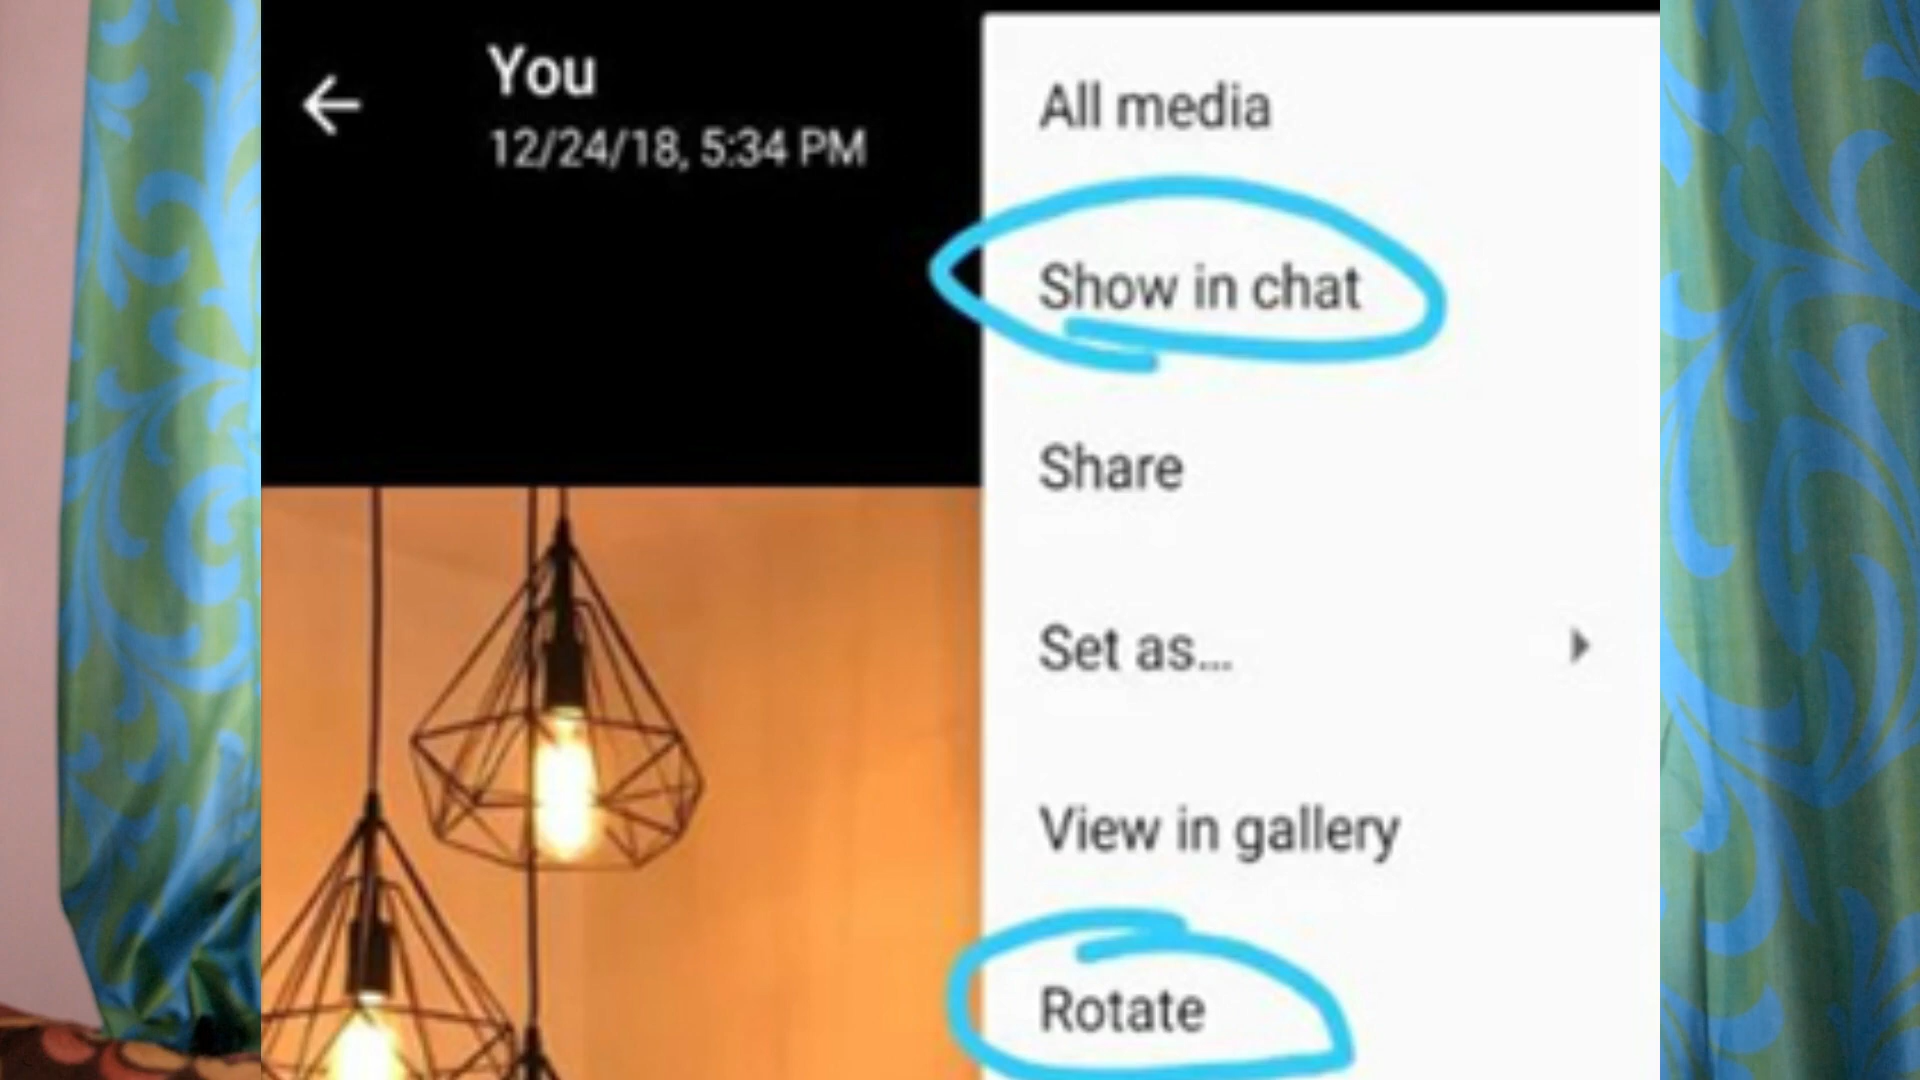 You
12/24/18, 5:34 PM
All media
Show in chat
Share
Set as...
View in gallery
Rotate